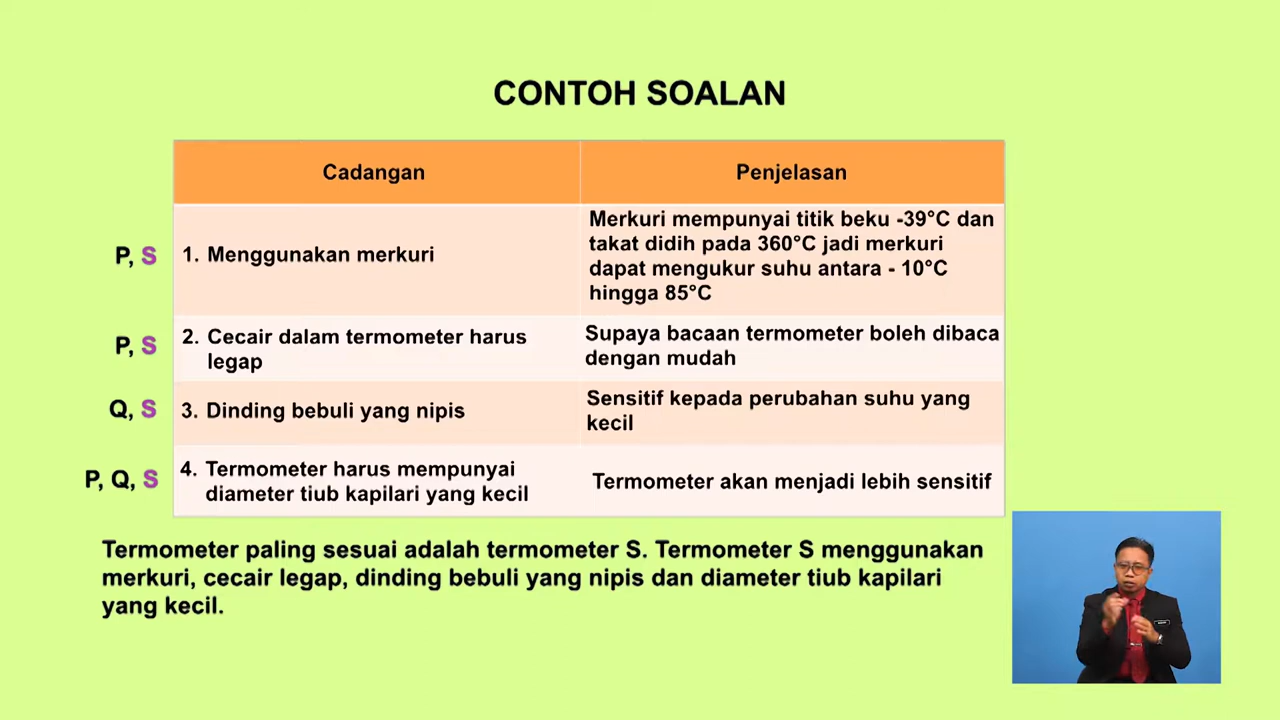 CONTOH SOALAN
Cadangan
Penjelasan
P, S
1. Menggunakan merkuri
Merkuri mempunyai titik beku -39°C dan
takat didih pada 360°C jadi merkuri
dapat mengukur suhu antara - 10°C
hingga 85°C
P, S
2. Cecair dalam termometer harus
legap
Supaya bacaan termometer boleh dibaca
dengan mudah
Q, S
3. Dinding bebuli yang nipis
Sensitif kepada perubahan suhu yang
kecil
P, Q, S
4. Termometer harus mempunyai
diameter tiub kapilari yang kecil
Termometer akan menjadi lebih sensitif
Termometer paling sesuai adalah termometer S. Termometer S menggunakan
merkuri, cecair legap, dinding bebuli yang nipis dan diameter tiub kapilari
yang kecil.